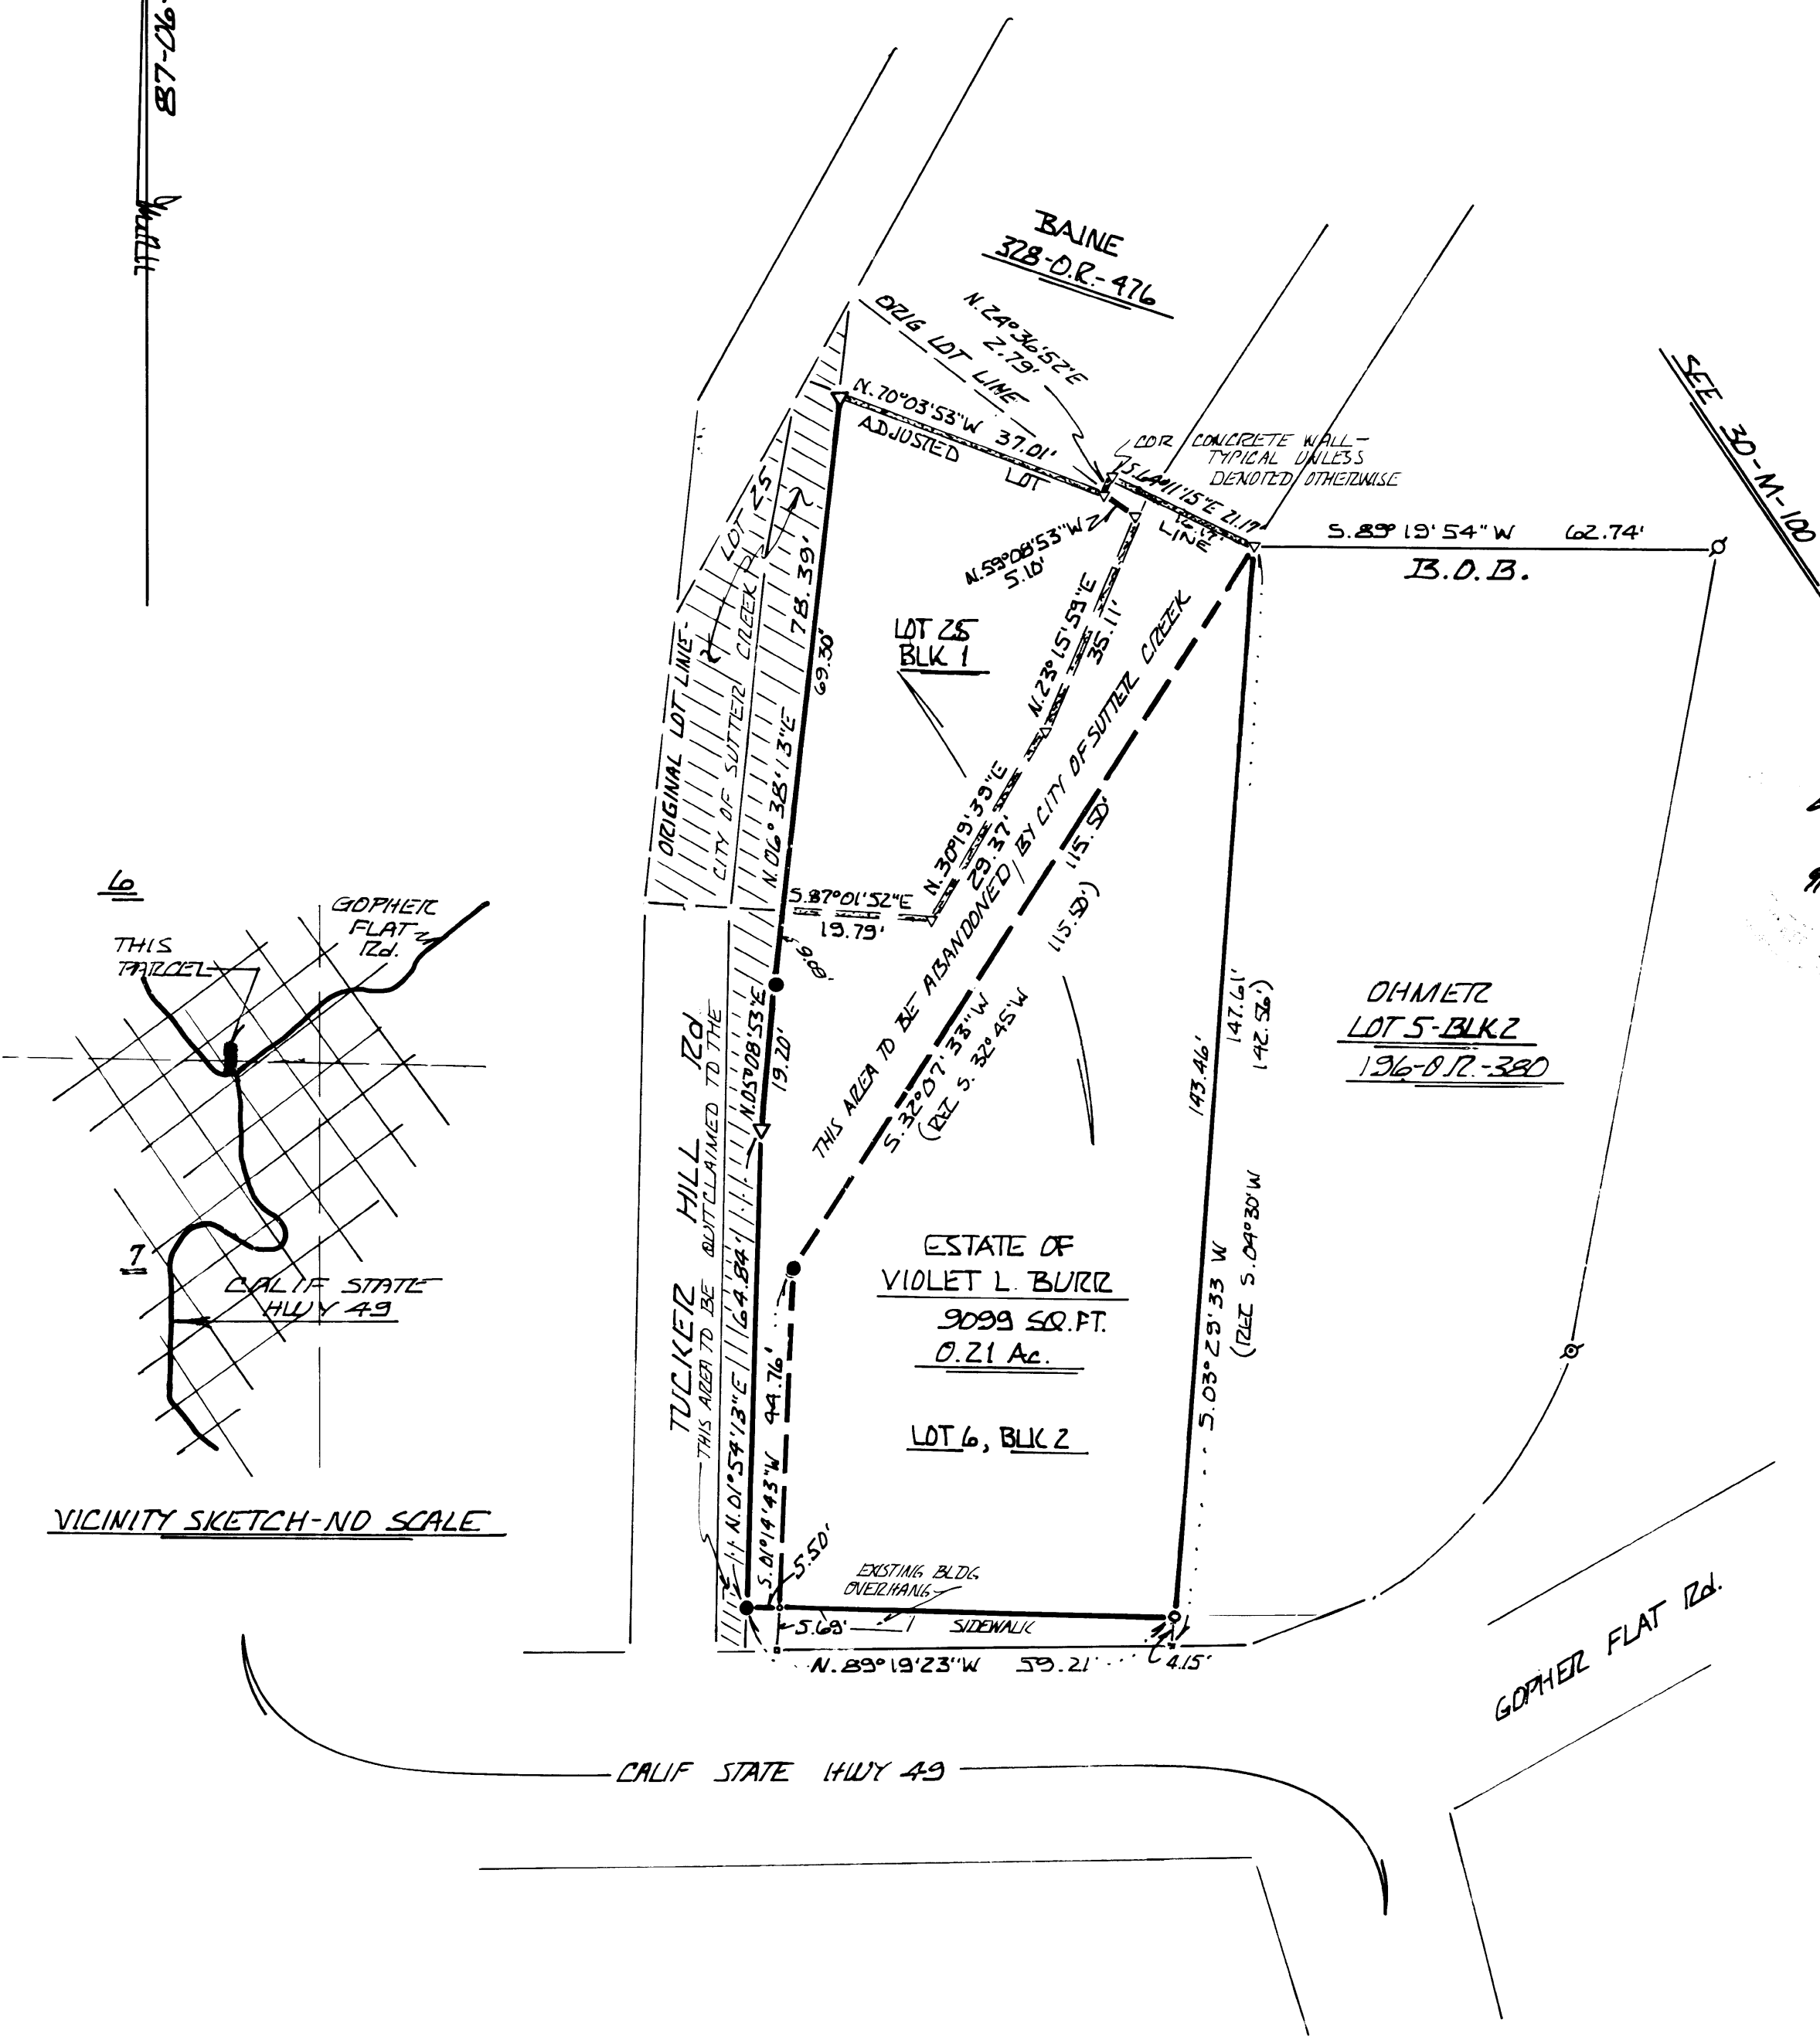 87-06-
BAINE
328-O.R.-476
ORIG LOT LINE
N.24°36'52"E
2.79'
N.70°03'53"W 37.01'
ADJUSTED
LOT
LINE
COR CONCRETE WALL-
TYPICAL UNLESS
DENOTED OTHERWISE
S.64°11'15"E 21.17'
N.59°08'53"W
5.10'
S.89°19'54"W 62.74'
B.O.B.
SEE 30-M-100
LOT 25
BLK 1
N.23°15'59"E
35.11'
N.30°19'39"E
29.37'
S.87°01'52"E
19.79'
ORIGINAL LOT LINE-
LOT 25
CITY OF SUTTER CREEK
N.06°38'13"E 78.39'
69.30'
9.09'
N.05°08'53"E
19.20'
THIS AREA TO BE ABANDONED BY CITY OF SUTTER CREEK
S.32°07'33"W 115.50'
(REC S.32°45'W 115.50')
143.46'
147.61'
142.56')
S.03°29'33 W
(REC S.04°30'W
OHMER
LOT 5-BLK 2
196-O.R.-380
TUCKER HILL Rd
THIS AREA TO BE QUITCLAIMED TO THE
N.01°54'13"E 64.84'
S.01°14'43"W 44.76'
ESTATE OF
VIOLET L. BURR
9099 SQ.FT.
0.21 Ac.
LOT 6, BLK 2
5.50'
EXISTING BLDG
OVERHANG
5.69'
SIDEWALK
N.89°19'23"W 59.21'
4.15'
CALIF STATE HWY 49
GOPHER FLAT Rd.
6
THIS
PARCEL
GOPHER
FLAT
Rd.
7
CALIF STATE
HWY 49
VICINITY SKETCH-NO SCALE